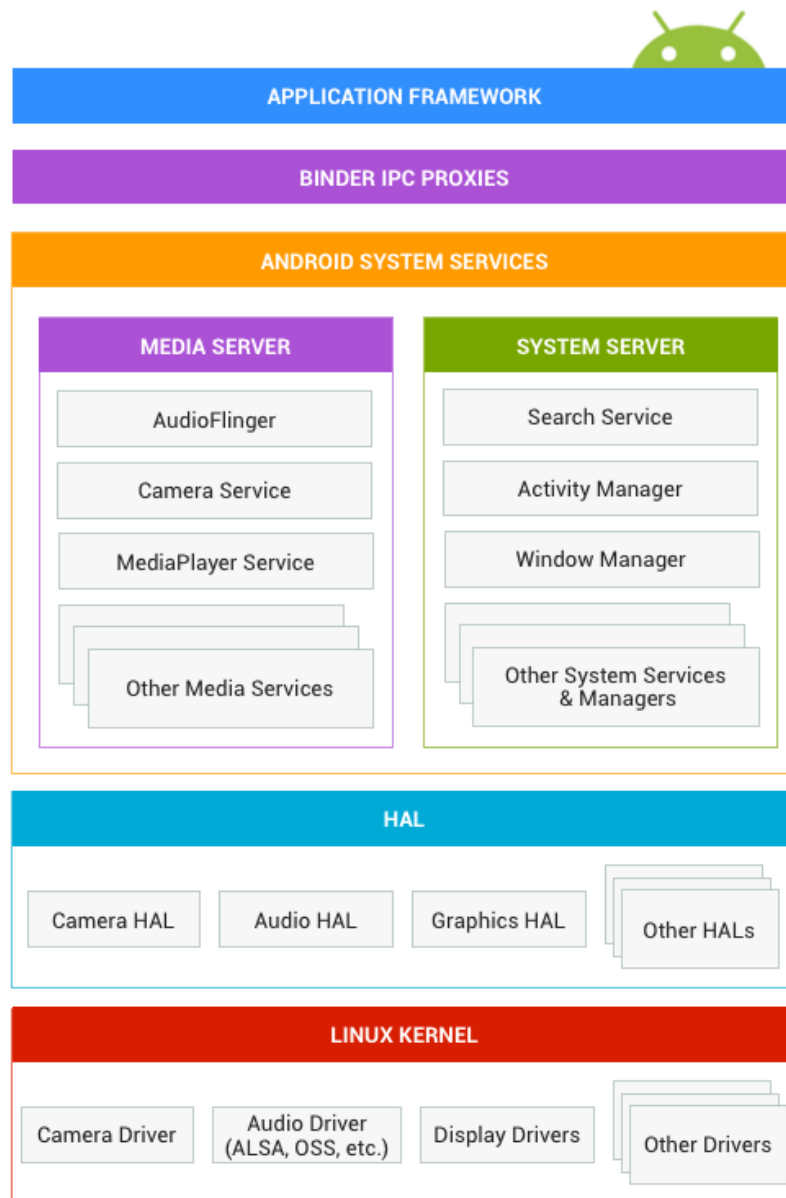 APPLICATION FRAMEWORK
BINDER IPC PROXIES
ANDROID SYSTEM SERVICES
MEDIA SERVER
AudioFlinger
Camera Service
MediaPlayer Service
Other Media Services
SYSTEM SERVER
Search Service
Activity Manager
Window Manager
Other System Services
& Managers
HAL
Camera HAL
Audio HAL
Graphics HAL
Other HALs
LINUX KERNEL
Camera Driver
Audio Driver
(ALSA, OSS, etc.)
Display Drivers
Other Drivers